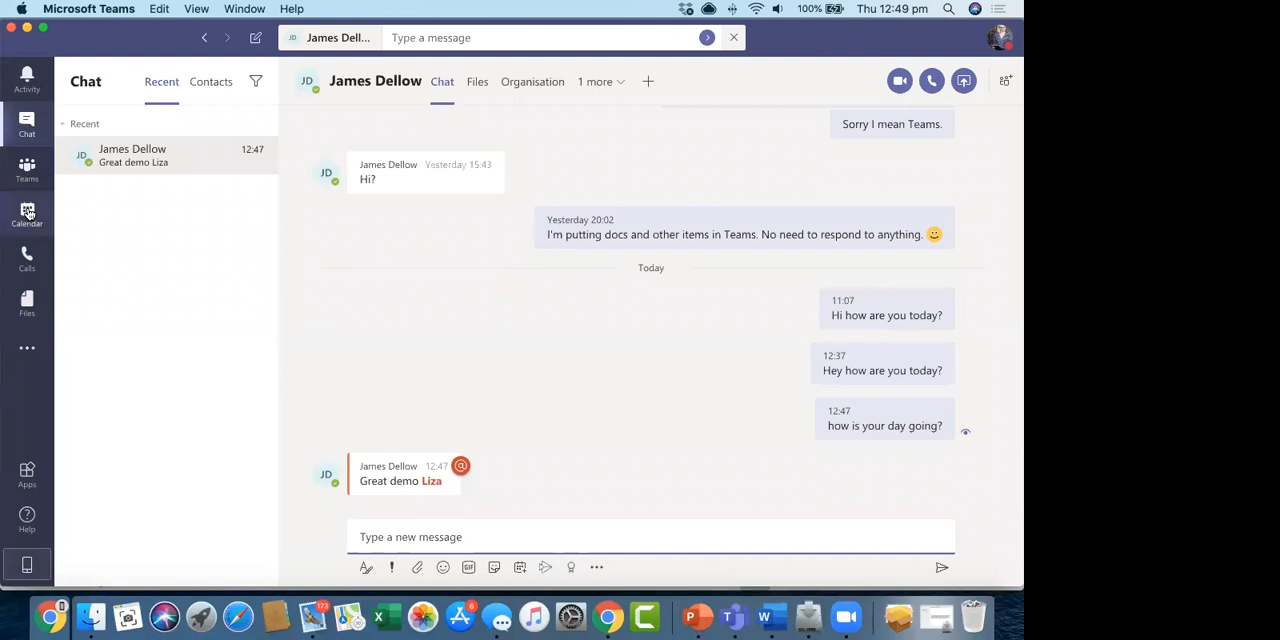 Microsoft Teams Edit View Window Help
100% Thu 12:49 pm
JD James Dell... Type a message
Activity
Chat
Teams
Calendar
Calls
Files
Apps
Help
Chat Recent Contacts
Recent
JD James Dellow 12:47
Great demo Liza
JD James Dellow Chat Files Organisation 1 more
Sorry I mean Teams.
JD James Dellow Yesterday 15:43
Hi?
Yesterday 20:02
I'm putting docs and other items in Teams. No need to respond to anything.
Today
11:07
Hi how are you today?
12:37
Hey how are you today?
12:47
how is your day going?
JD James Dellow 12:47 @
Great demo Liza
Type a new message
GIF
173
6
X
P
T
W
C